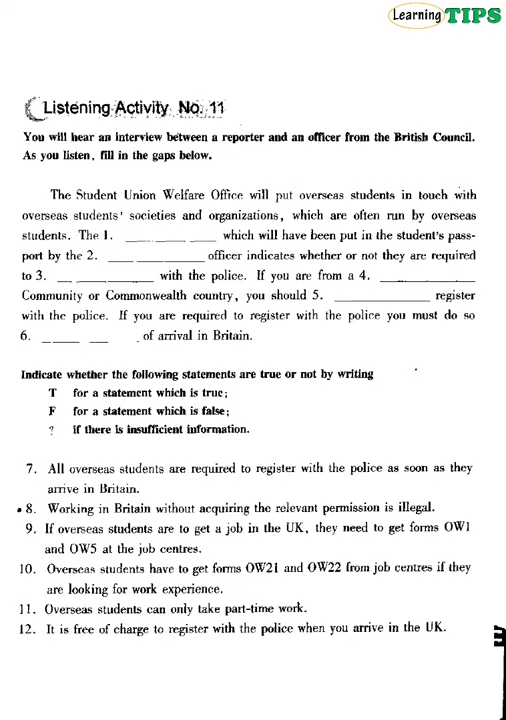 Learning TIPS
Listening Activity No. 11
You will hear an interview between a reporter and an officer from the British Council.
As you listen, fill in the gaps below.
The Student Union Welfare Office will put overseas students in touch with
overseas students' societies and organizations, which are often run by overseas
students. The 1. ___ ___ ___ which will have been put in the student's pass-
port by the 2. ___ ___ officer indicates whether or not they are required
to 3. ___ ___ with the police. If you are from a 4. ___
Community or Commonwealth country, you should 5. ___ register
with the police. If you are required to register with the police you must do so
6. ___ ___ . of arrival in Britain.
Indicate whether the following statements are true or not by writing
T for a statement which is true;
F for a statement which is false;
? if there is insufficient information.
7. All overseas students are required to register with the police as soon as they
arrive in Britain.
8. Working in Britain without acquiring the relevant permission is illegal.
9. If overseas students are to get a job in the UK, they need to get forms OW1
and OW5 at the job centres.
10. Overseas students have to get forms OW21 and OW22 from job centres if they
are looking for work experience.
11. Overseas students can only take part-time work.
12. It is free of charge to register with the police when you arrive in the UK.